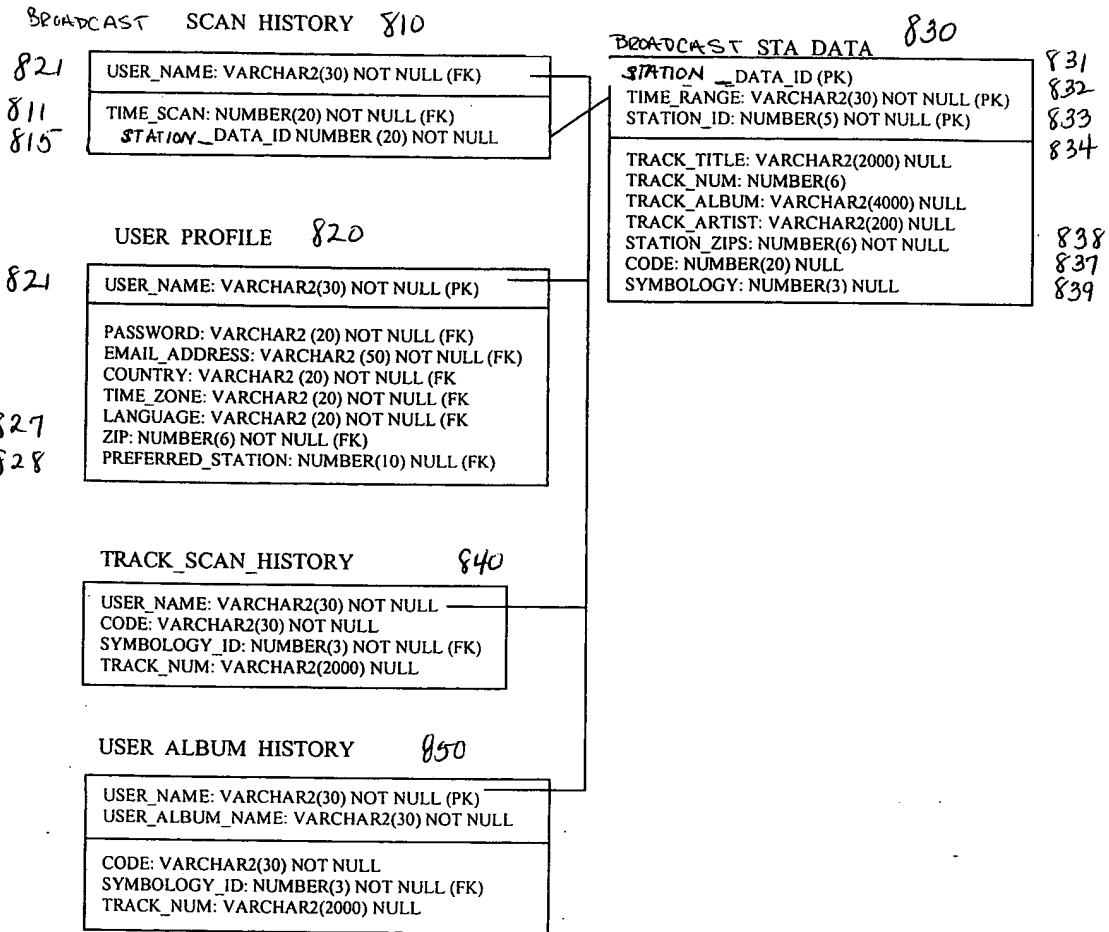 BROADCAST SCAN HISTORY 810
821 USER_NAME: VARCHAR2(30) NOT NULL (FK)
811 TIME_SCAN: NUMBER(20) NOT NULL (FK)
815 STATION_DATA_ID NUMBER (20) NOT NULL
BROADCAST STA DATA 830
STATION_DATA_ID (PK) 831
TIME_RANGE: VARCHAR2(30) NOT NULL (PK) 832
STATION_ID: NUMBER(5) NOT NULL (PK) 833
834
TRACK_TITLE: VARCHAR2(2000) NULL
TRACK_NUM: NUMBER(6)
TRACK_ALBUM: VARCHAR2(4000) NULL
TRACK_ARTIST: VARCHAR2(200) NULL
STATION_ZIPS: NUMBER(6) NOT NULL 838
CODE: NUMBER(20) NULL 837
SYMBOLOGY: NUMBER(3) NULL 839
USER PROFILE 820
821 USER_NAME: VARCHAR2(30) NOT NULL (PK)
PASSWORD: VARCHAR2 (20) NOT NULL (FK)
EMAIL_ADDRESS: VARCHAR2 (50) NOT NULL (FK)
COUNTRY: VARCHAR2 (20) NOT NULL (FK
TIME_ZONE: VARCHAR2 (20) NOT NULL (FK
LANGUAGE: VARCHAR2 (20) NOT NULL (FK
827 ZIP: NUMBER(6) NOT NULL (FK)
828 PREFERRED_STATION: NUMBER(10) NULL (FK)
TRACK_SCAN_HISTORY 840
USER_NAME: VARCHAR2(30) NOT NULL
CODE: VARCHAR2(30) NOT NULL
SYMBOLOGY_ID: NUMBER(3) NOT NULL (FK)
TRACK_NUM: VARCHAR2(2000) NULL
USER ALBUM HISTORY 850
USER_NAME: VARCHAR2(30) NOT NULL (PK)
USER_ALBUM_NAME: VARCHAR2(30) NOT NULL
CODE: VARCHAR2(30) NOT NULL
SYMBOLOGY_ID: NUMBER(3) NOT NULL (FK)
TRACK_NUM: VARCHAR2(2000) NULL